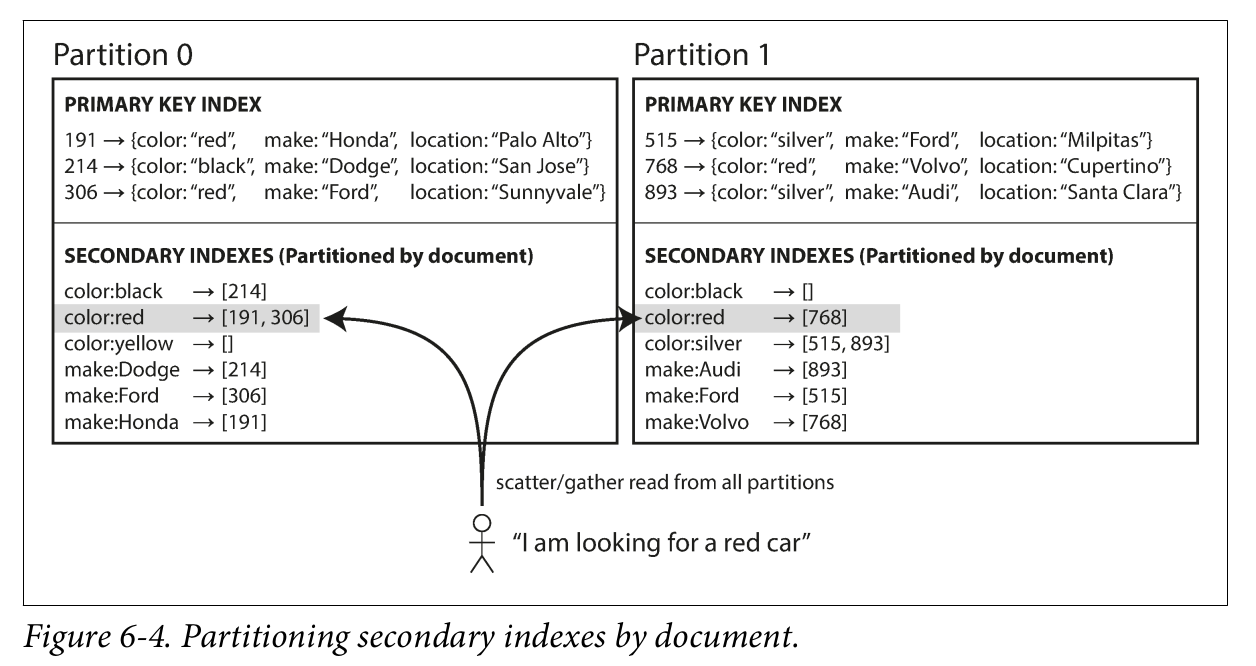 Partition 0
PRIMARY KEY INDEX
191 → {color: “red”, make: “Honda”, location: “Palo Alto”}
214 → {color: “black”, make: “Dodge”, location: “San Jose”}
306 → {color: “red”, make: “Ford”, location: “Sunnyvale”}
SECONDARY INDEXES (Partitioned by document)
color:black → [214]
color:red → [191, 306]
color:yellow → []
make:Dodge → [214]
make:Ford → [306]
make:Honda → [191]
Partition 1
PRIMARY KEY INDEX
515 → {color: “silver”, make: “Ford”, location: “Milpitas”}
768 → {color: “red”, make: “Volvo”, location: “Cupertino”}
893 → {color: “silver”, make: “Audi”, location: “Santa Clara”}
SECONDARY INDEXES (Partitioned by document)
color:black → []
color:red → [768]
color:silver → [515, 893]
make:Audi → [893]
make:Ford → [515]
make:Volvo → [768]
scatter/gather read from all partitions
“I am looking for a red car”
Figure 6-4. Partitioning secondary indexes by document.